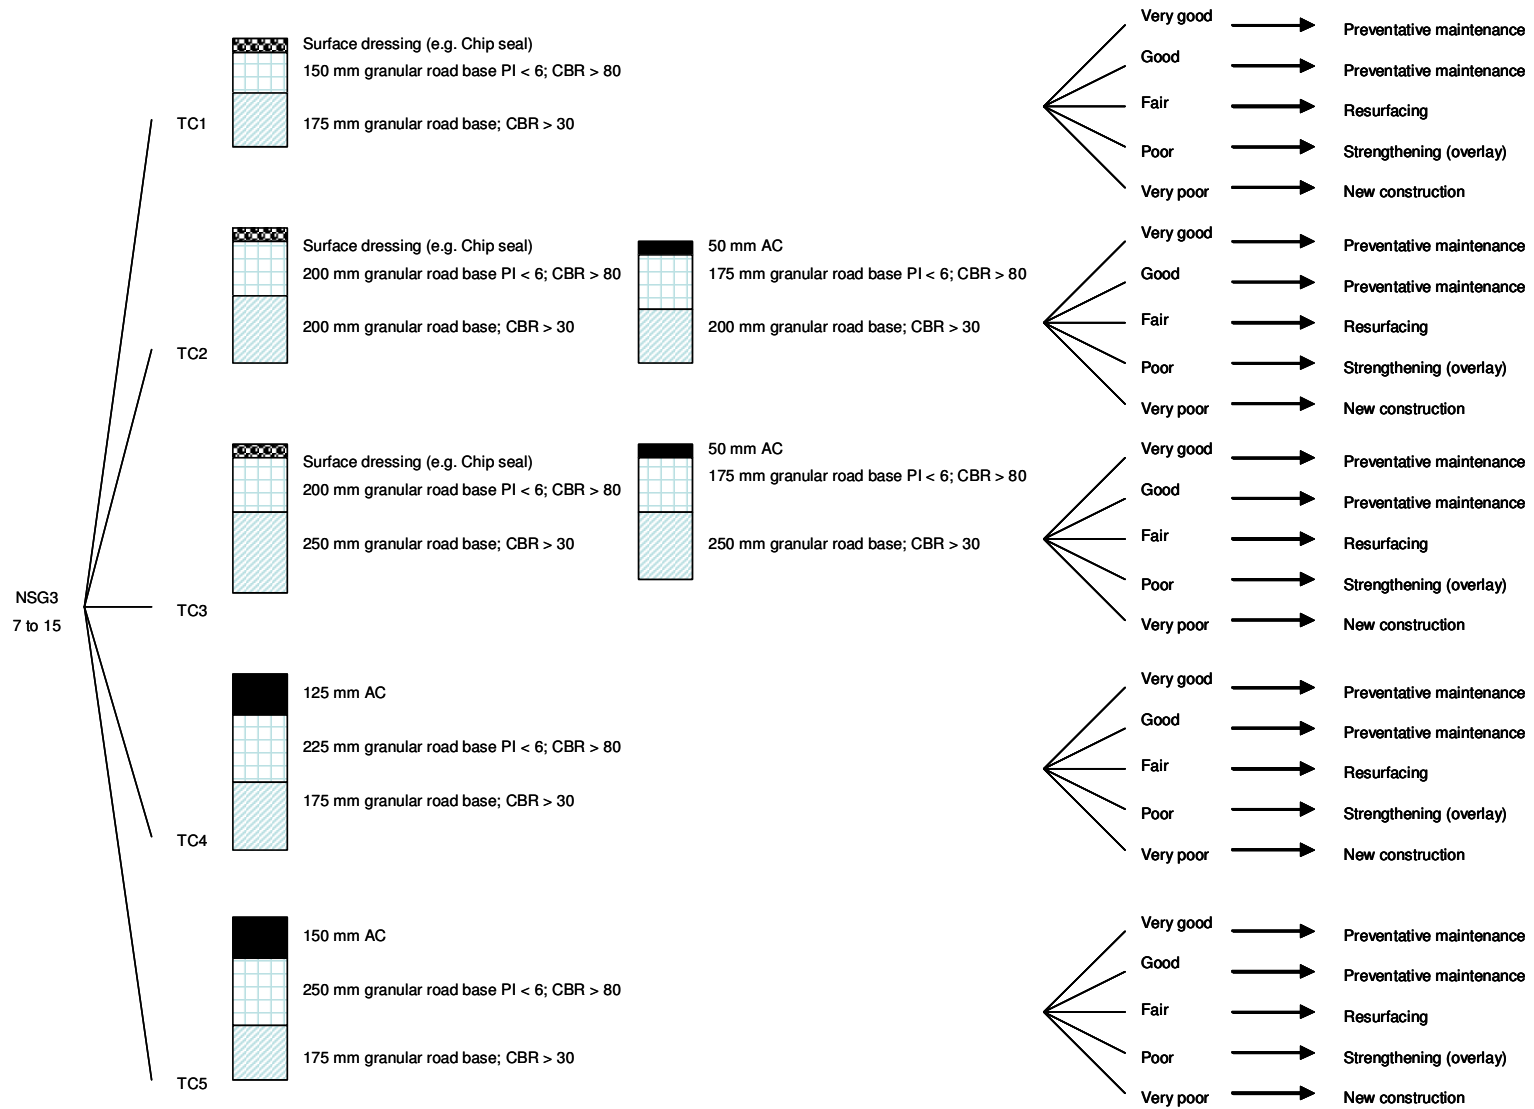 NSG3
7 to 15
TC1
Surface dressing (e.g. Chip seal)
150 mm granular road base PI < 6; CBR > 80
175 mm granular road base; CBR > 30
Very good
Preventative maintenance
Good
Preventative maintenance
Fair
Resurfacing
Poor
Strengthening (overlay)
Very poor
New construction
TC2
Surface dressing (e.g. Chip seal)
200 mm granular road base PI < 6; CBR > 80
200 mm granular road base; CBR > 30
50 mm AC
175 mm granular road base PI < 6; CBR > 80
200 mm granular road base; CBR > 30
Very good
Preventative maintenance
Good
Preventative maintenance
Fair
Resurfacing
Poor
Strengthening (overlay)
Very poor
New construction
TC3
Surface dressing (e.g. Chip seal)
200 mm granular road base PI < 6; CBR > 80
250 mm granular road base; CBR > 30
50 mm AC
175 mm granular road base PI < 6; CBR > 80
250 mm granular road base; CBR > 30
Very good
Preventative maintenance
Good
Preventative maintenance
Fair
Resurfacing
Poor
Strengthening (overlay)
Very poor
New construction
TC4
125 mm AC
225 mm granular road base PI < 6; CBR > 80
175 mm granular road base; CBR > 30
Very good
Preventative maintenance
Good
Preventative maintenance
Fair
Resurfacing
Poor
Strengthening (overlay)
Very poor
New construction
TC5
150 mm AC
250 mm granular road base PI < 6; CBR > 80
175 mm granular road base; CBR > 30
Very good
Preventative maintenance
Good
Preventative maintenance
Fair
Resurfacing
Poor
Strengthening (overlay)
Very poor
New construction